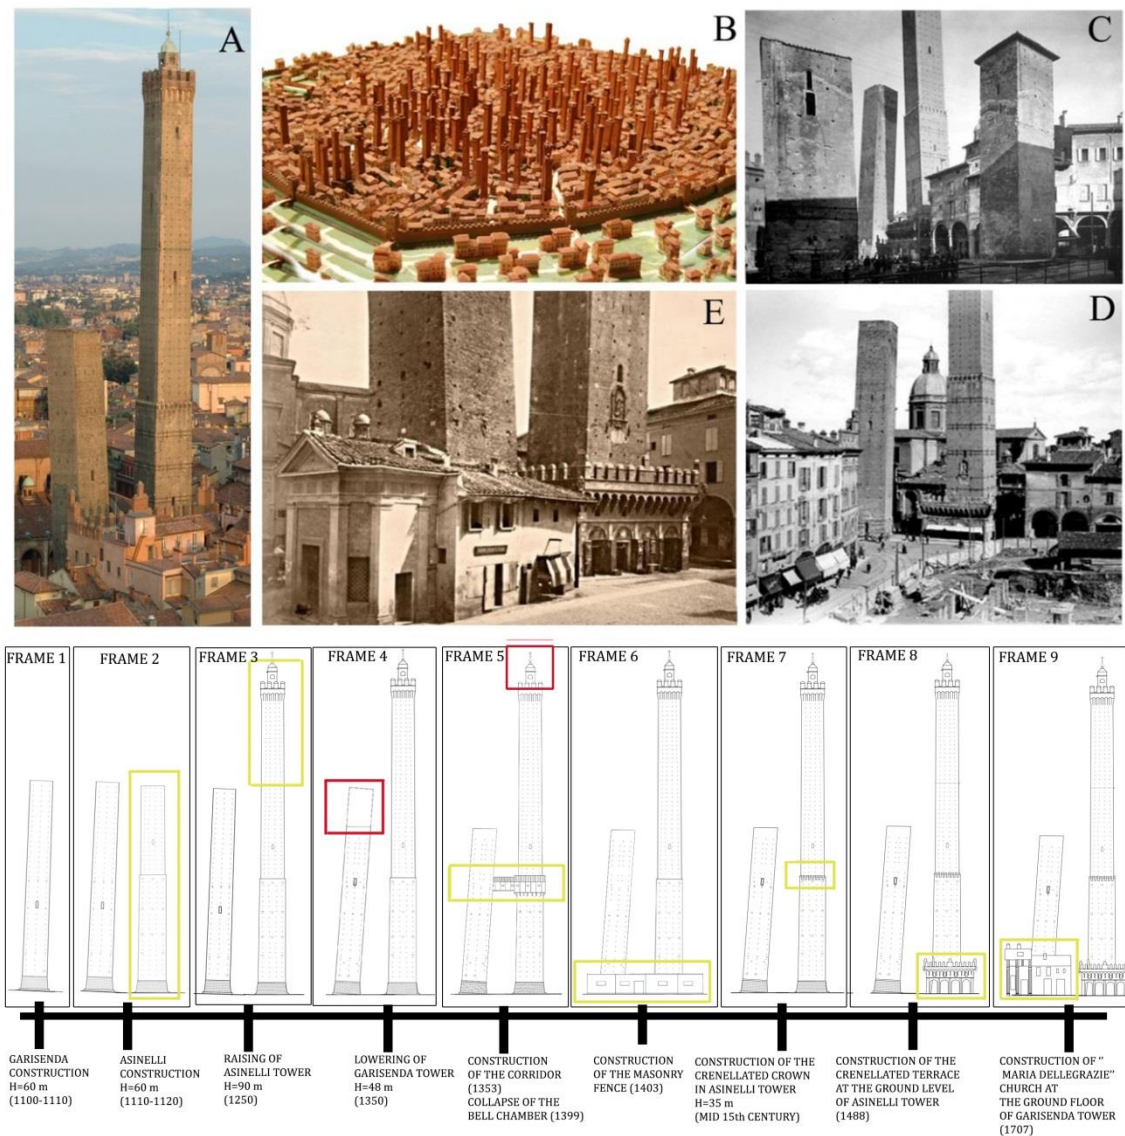 A
B
C
E
D
FRAME 1
FRAME 2
FRAME 3
FRAME 4
FRAME 5
FRAME 6
FRAME 7
FRAME 8
FRAME 9
GARISENDA
CONSTRUCTION
H=60 m
(1100-1110)
ASINELLI
CONSTRUCTION
H=60 m
(1110-1120)
RAISING OF
ASINELLI TOWER
H=90 m
(1250)
LOWERING OF
GARISENDA TOWER
H=48 m
(1350)
CONSTRUCTION
OF THE CORRIDOR
(1353)
COLLAPSE OF THE
BELL CHAMBER (1399)
CONSTRUCTION
OF THE MASONRY
FENCE (1403)
CONSTRUCTION OF THE
CRENELLATED CROWN
IN ASINELLI TOWER
H=35 m
(MID 15th CENTURY)
CONSTRUCTION OF THE
CRENELLATED TERRACE
AT THE GROUND LEVEL
OF ASINELLI TOWER
(1488)
CONSTRUCTION OF "
MARIA DELLEGRAZIE"
CHURCH AT
THE GROUND FLOOR
OF GARISENDA TOWER
(1707)